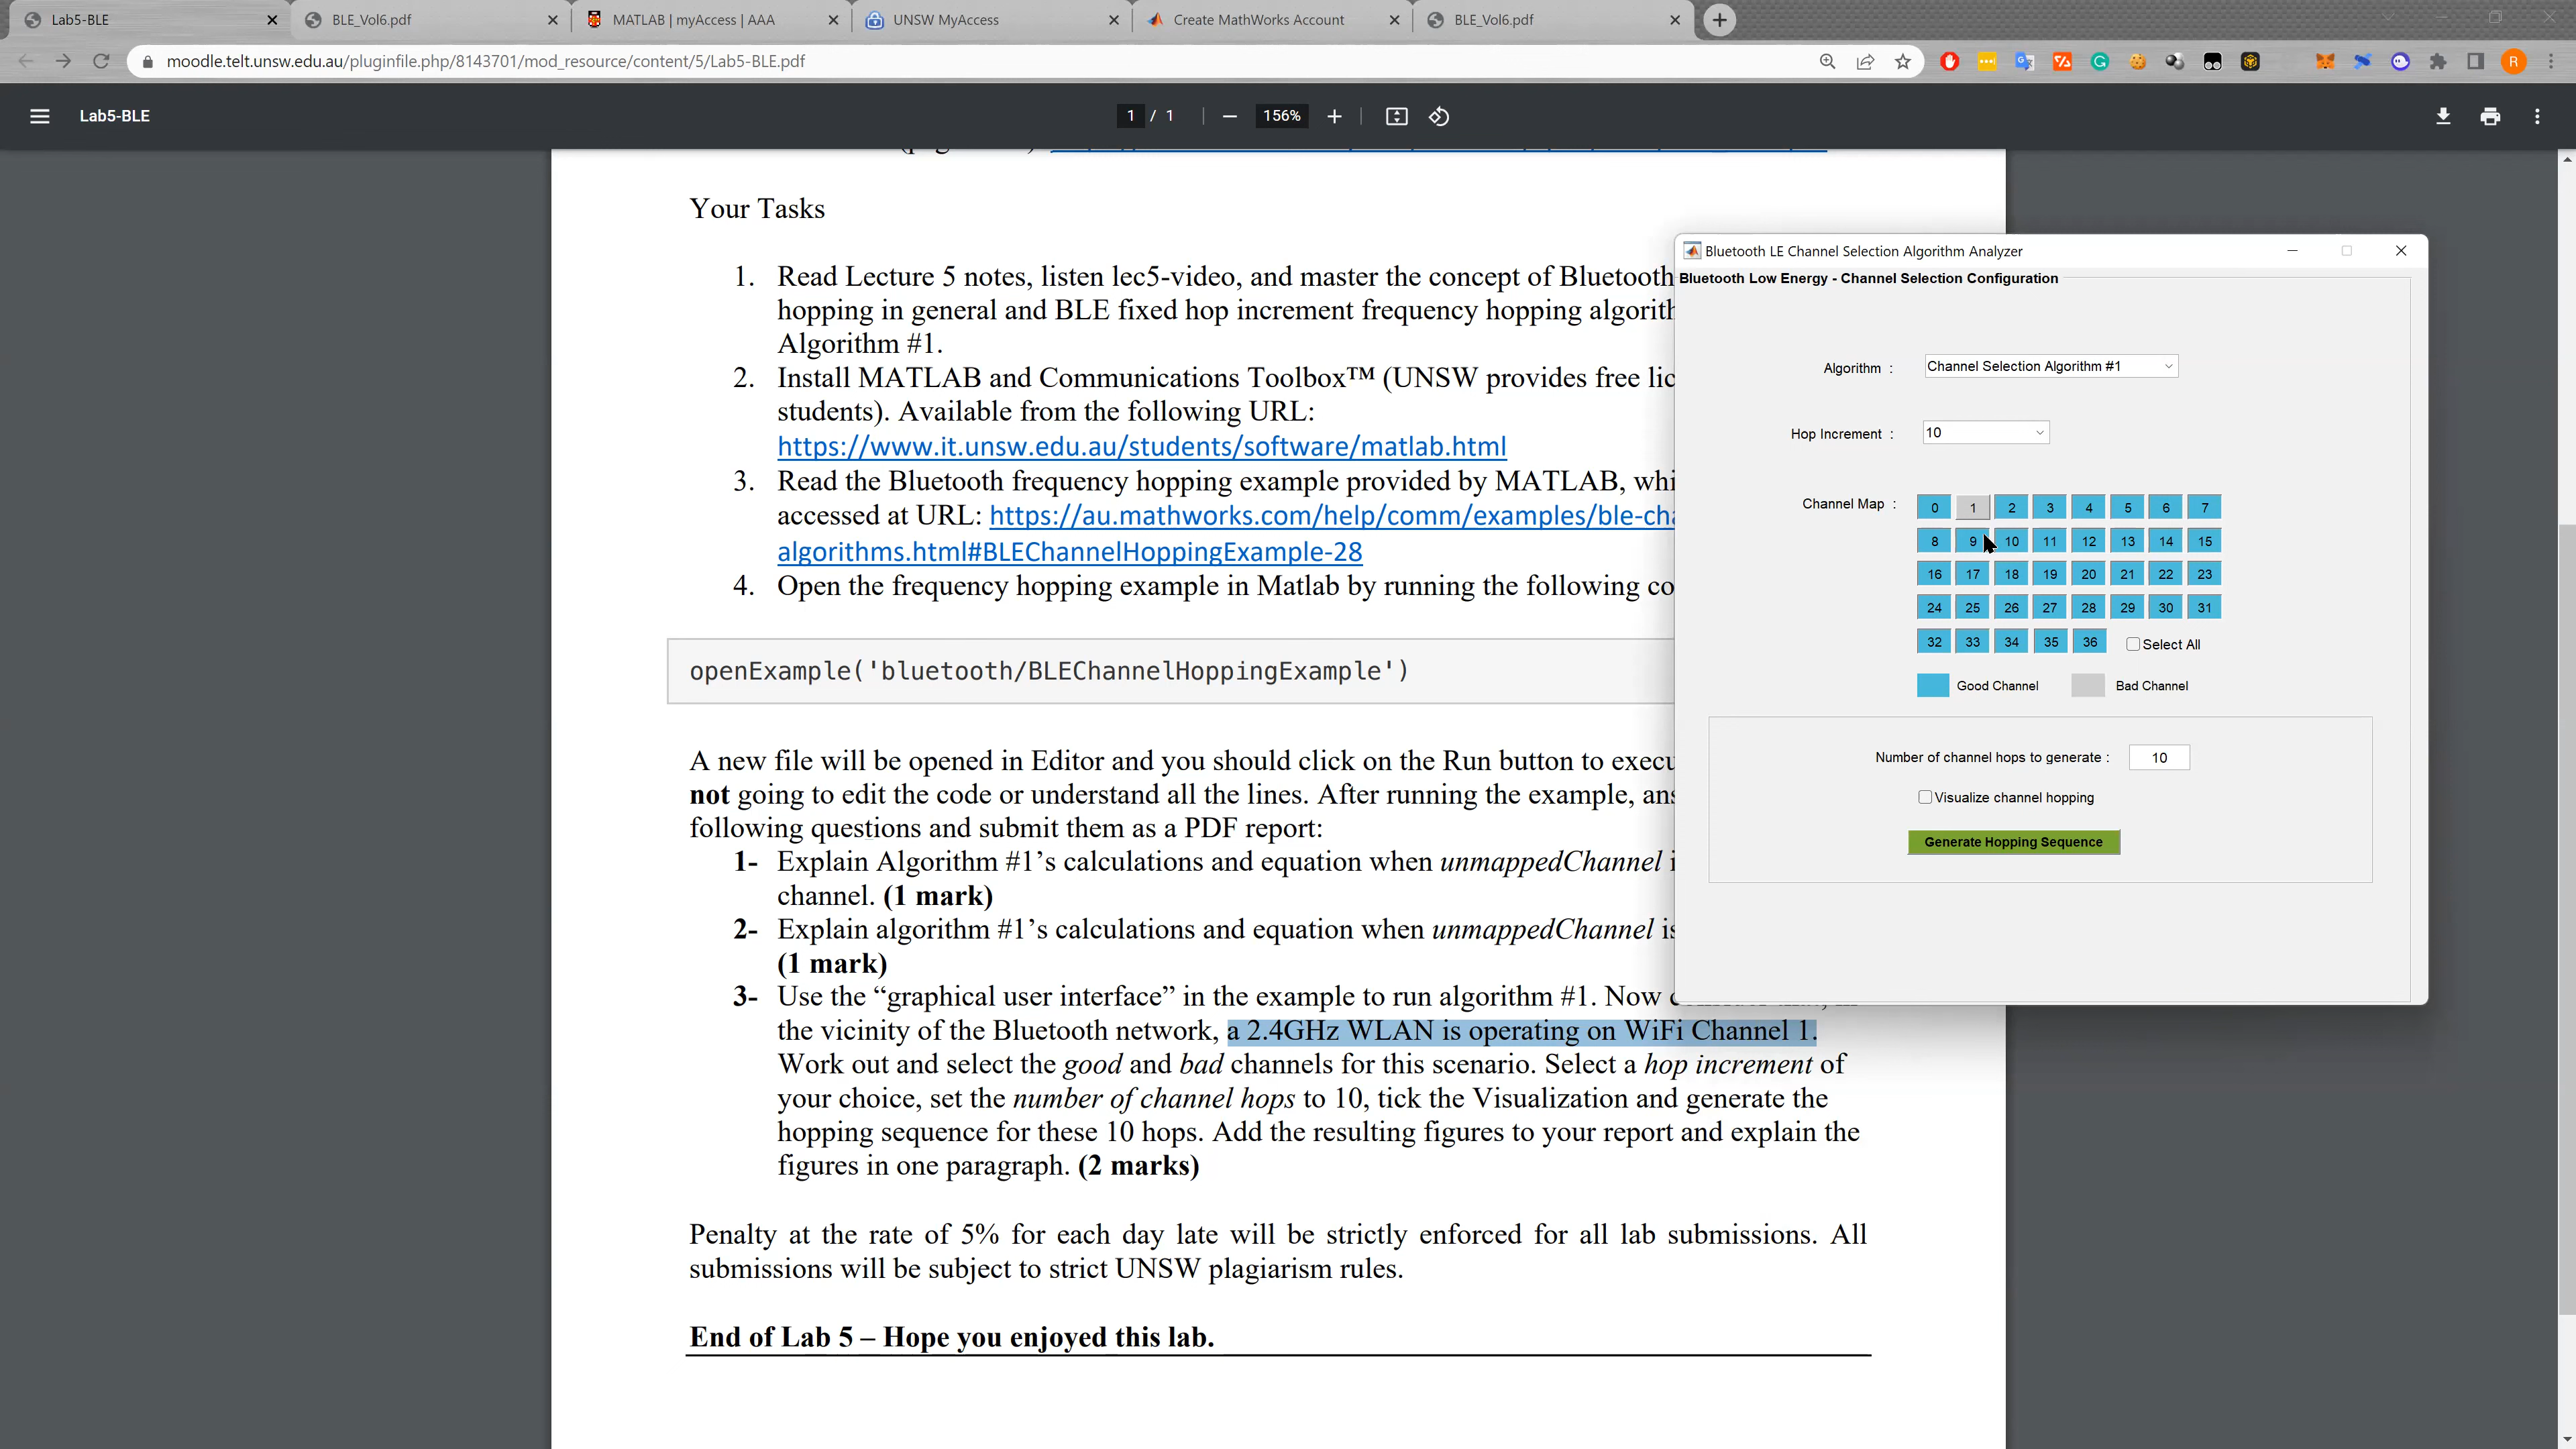 Lab5-BLE
BLE_Vol6.pdf
MATLAB | myAccess | AAA
UNSW MyAccess
Create MathWorks Account
BLE_Vol6.pdf
moodle.telt.unsw.edu.au/pluginfile.php/8143701/mod_resource/content/5/Lab5-BLE.pdf
R
Lab5-BLE
1 / 1
156%
Your Tasks
1. Read Lecture 5 notes, listen lec5-video, and master the concept of Bluetooth
hopping in general and BLE fixed hop increment frequency hopping
Algorithm #1.
2. Install MATLAB and Communications Toolbox™ (UNSW provides free
students). Available from the following URL:
https://www.it.unsw.edu.au/students/software/matlab.html
3. Read the Bluetooth frequency hopping example provided by MATLAB,
accessed at URL: https://au.mathworks.com/help/comm/examples/ble-cha
algorithms.html#BLEChannelHoppingExample-28
4. Open the frequency hopping example in Matlab by running the following
openExample('bluetooth/BLEChannelHoppingExample')
A new file will be opened in Editor and you should click on the Run button to
not going to edit the code or understand all the lines. After running the example,
following questions and submit them as a PDF report:
1- Explain Algorithm #1's calculations and equation when unmappedChannel
channel. (1 mark)
2- Explain algorithm #1's calculations and equation when unmappedChannel is
(1 mark)
3- Use the “graphical user interface” in the example to run algorithm #1. Now
the vicinity of the Bluetooth network, a 2.4GHz WLAN is operating on WiFi Channel 1.
Work out and select the good and bad channels for this scenario. Select a hop increment of
your choice, set the number of channel hops to 10, tick the Visualization and generate the
hopping sequence for these 10 hops. Add the resulting figures to your report and explain the
figures in one paragraph. (2 marks)
Penalty at the rate of 5% for each day late will be strictly enforced for all lab submissions. All
submissions will be subject to strict UNSW plagiarism rules.
End of Lab 5 – Hope you enjoyed this lab.
Bluetooth LE Channel Selection Algorithm Analyzer
Bluetooth Low Energy - Channel Selection Configuration
Algorithm : Channel Selection Algorithm #1
Hop Increment : 10
Channel Map : 0 1 2 3 4 5 6 7
8 9 10 11 12 13 14 15
16 17 18 19 20 21 22 23
24 25 26 27 28 29 30 31
32 33 34 35 36 Select All
Good Channel Bad Channel
Number of channel hops to generate : 10
Visualize channel hopping
Generate Hopping Sequence